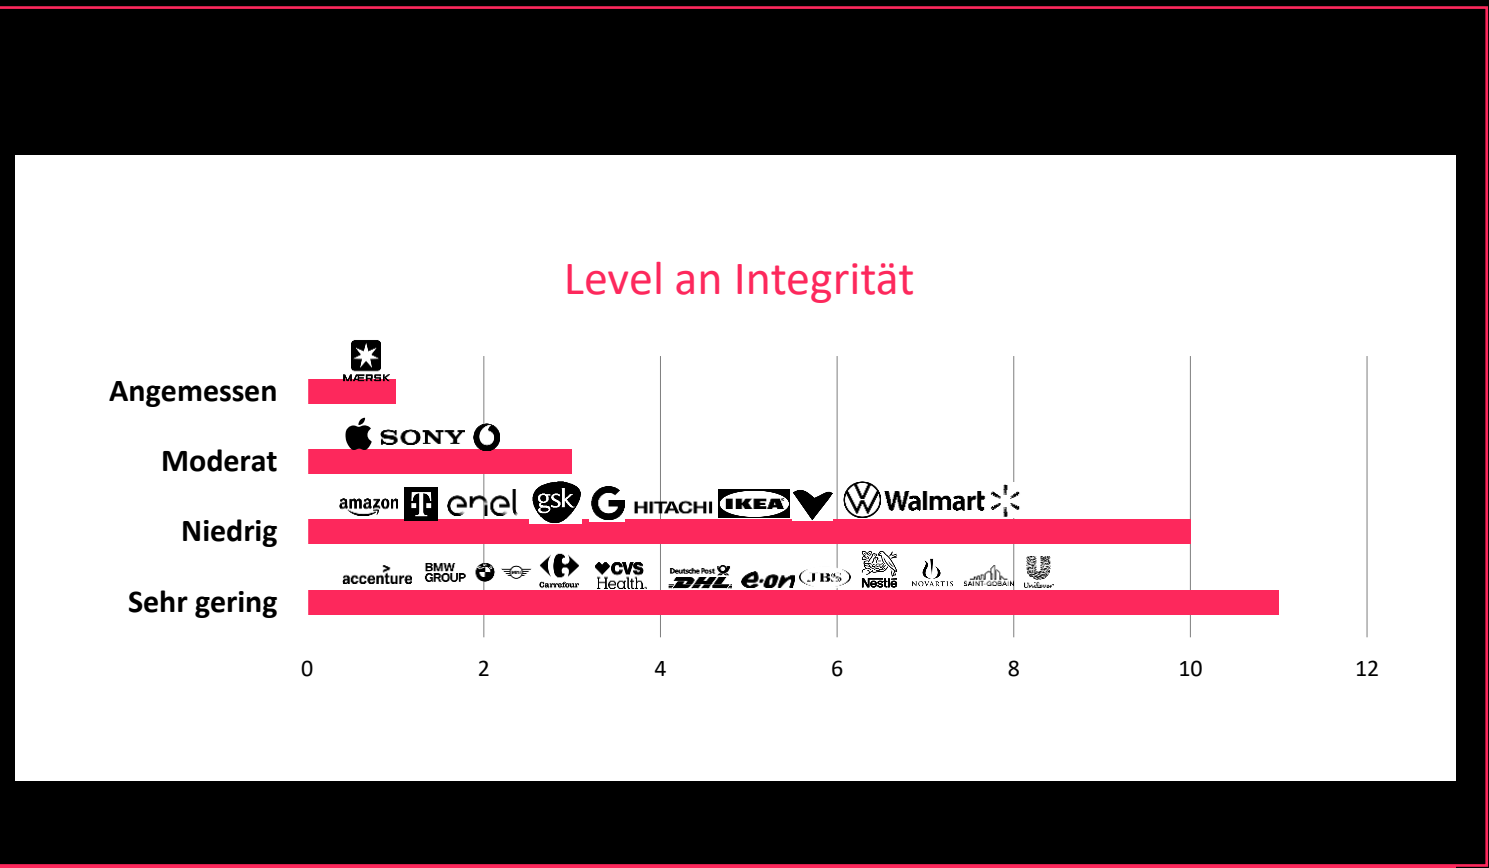 Level an Integrität
MÆRSK
Angemessen
SONY
Moderat
amazon T enel gsk G HITACHI IKEA VW Walmart
Niedrig
accenture BMW GROUP MINI Carrefour CVS Health. Deutsche Post DHL e·on JBS Nestlé NOVARTIS SAINT-GOBAIN Unilever
Sehr gering
0 2 4 6 8 10 12